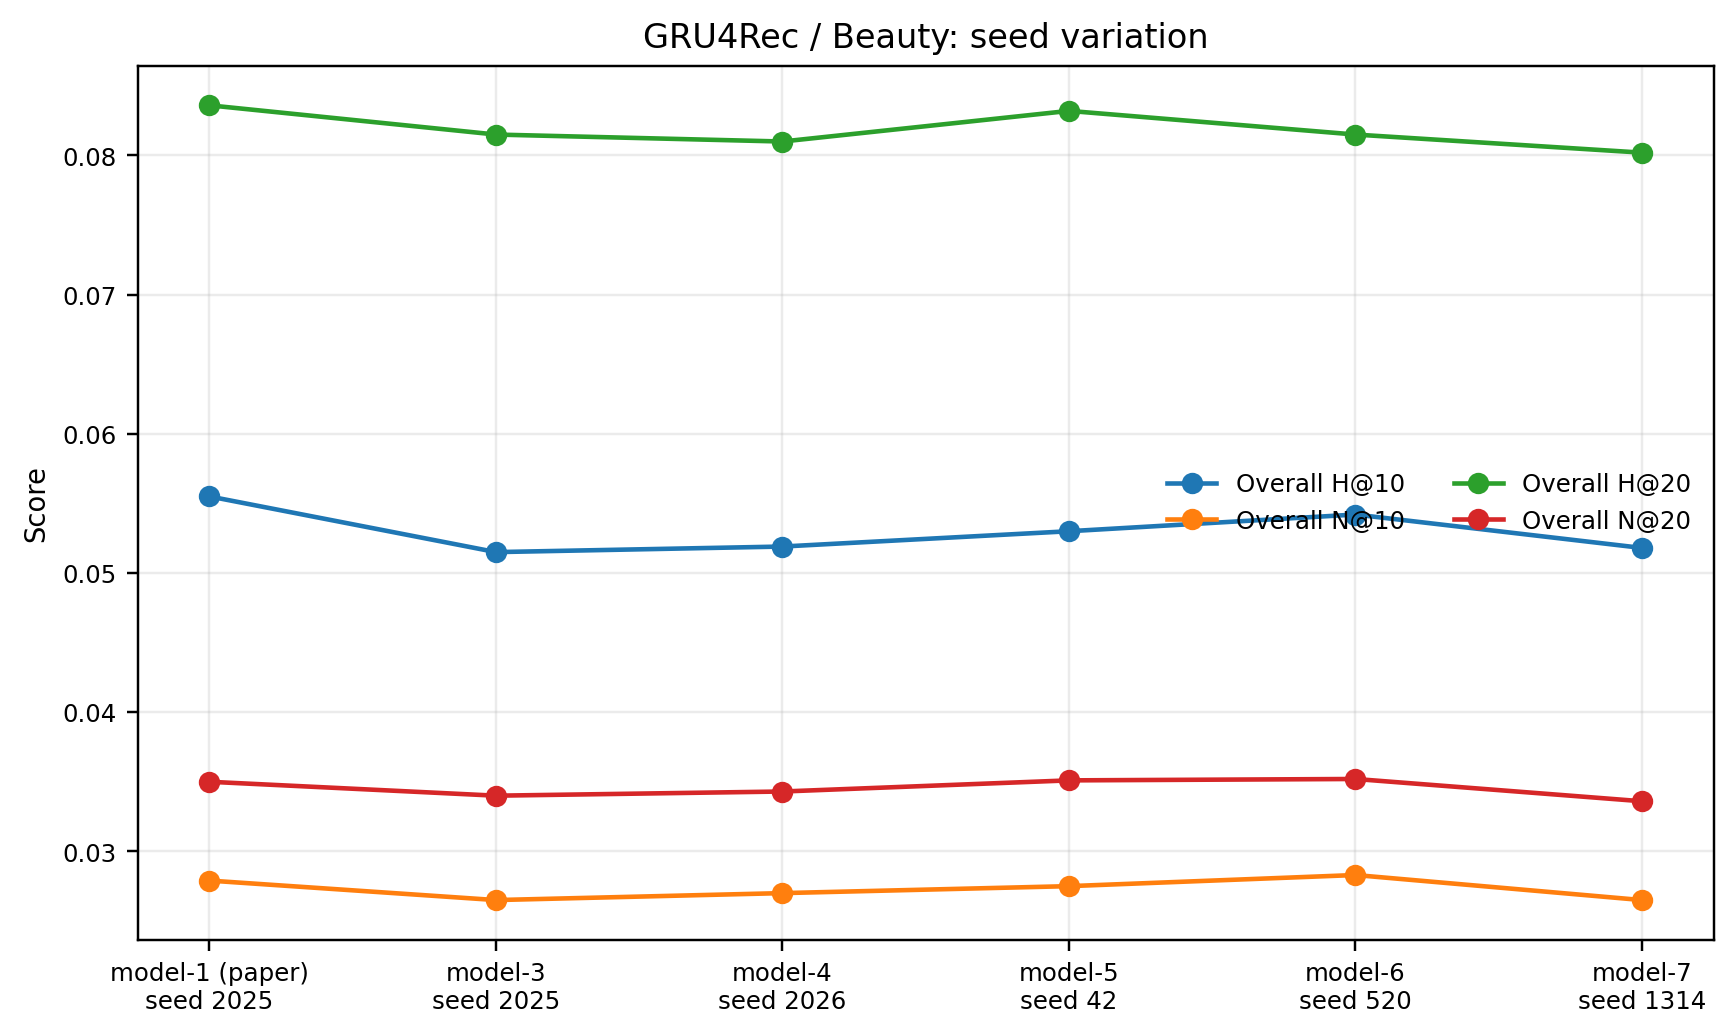 GRU4Rec / Beauty: seed variation
Score
0.08
0.07
0.06
0.05
0.04
0.03
Overall H@10
Overall N@10
Overall H@20
Overall N@20
model-1 (paper)
seed 2025
model-3
seed 2025
model-4
seed 2026
model-5
seed 42
model-6
seed 520
model-7
seed 1314